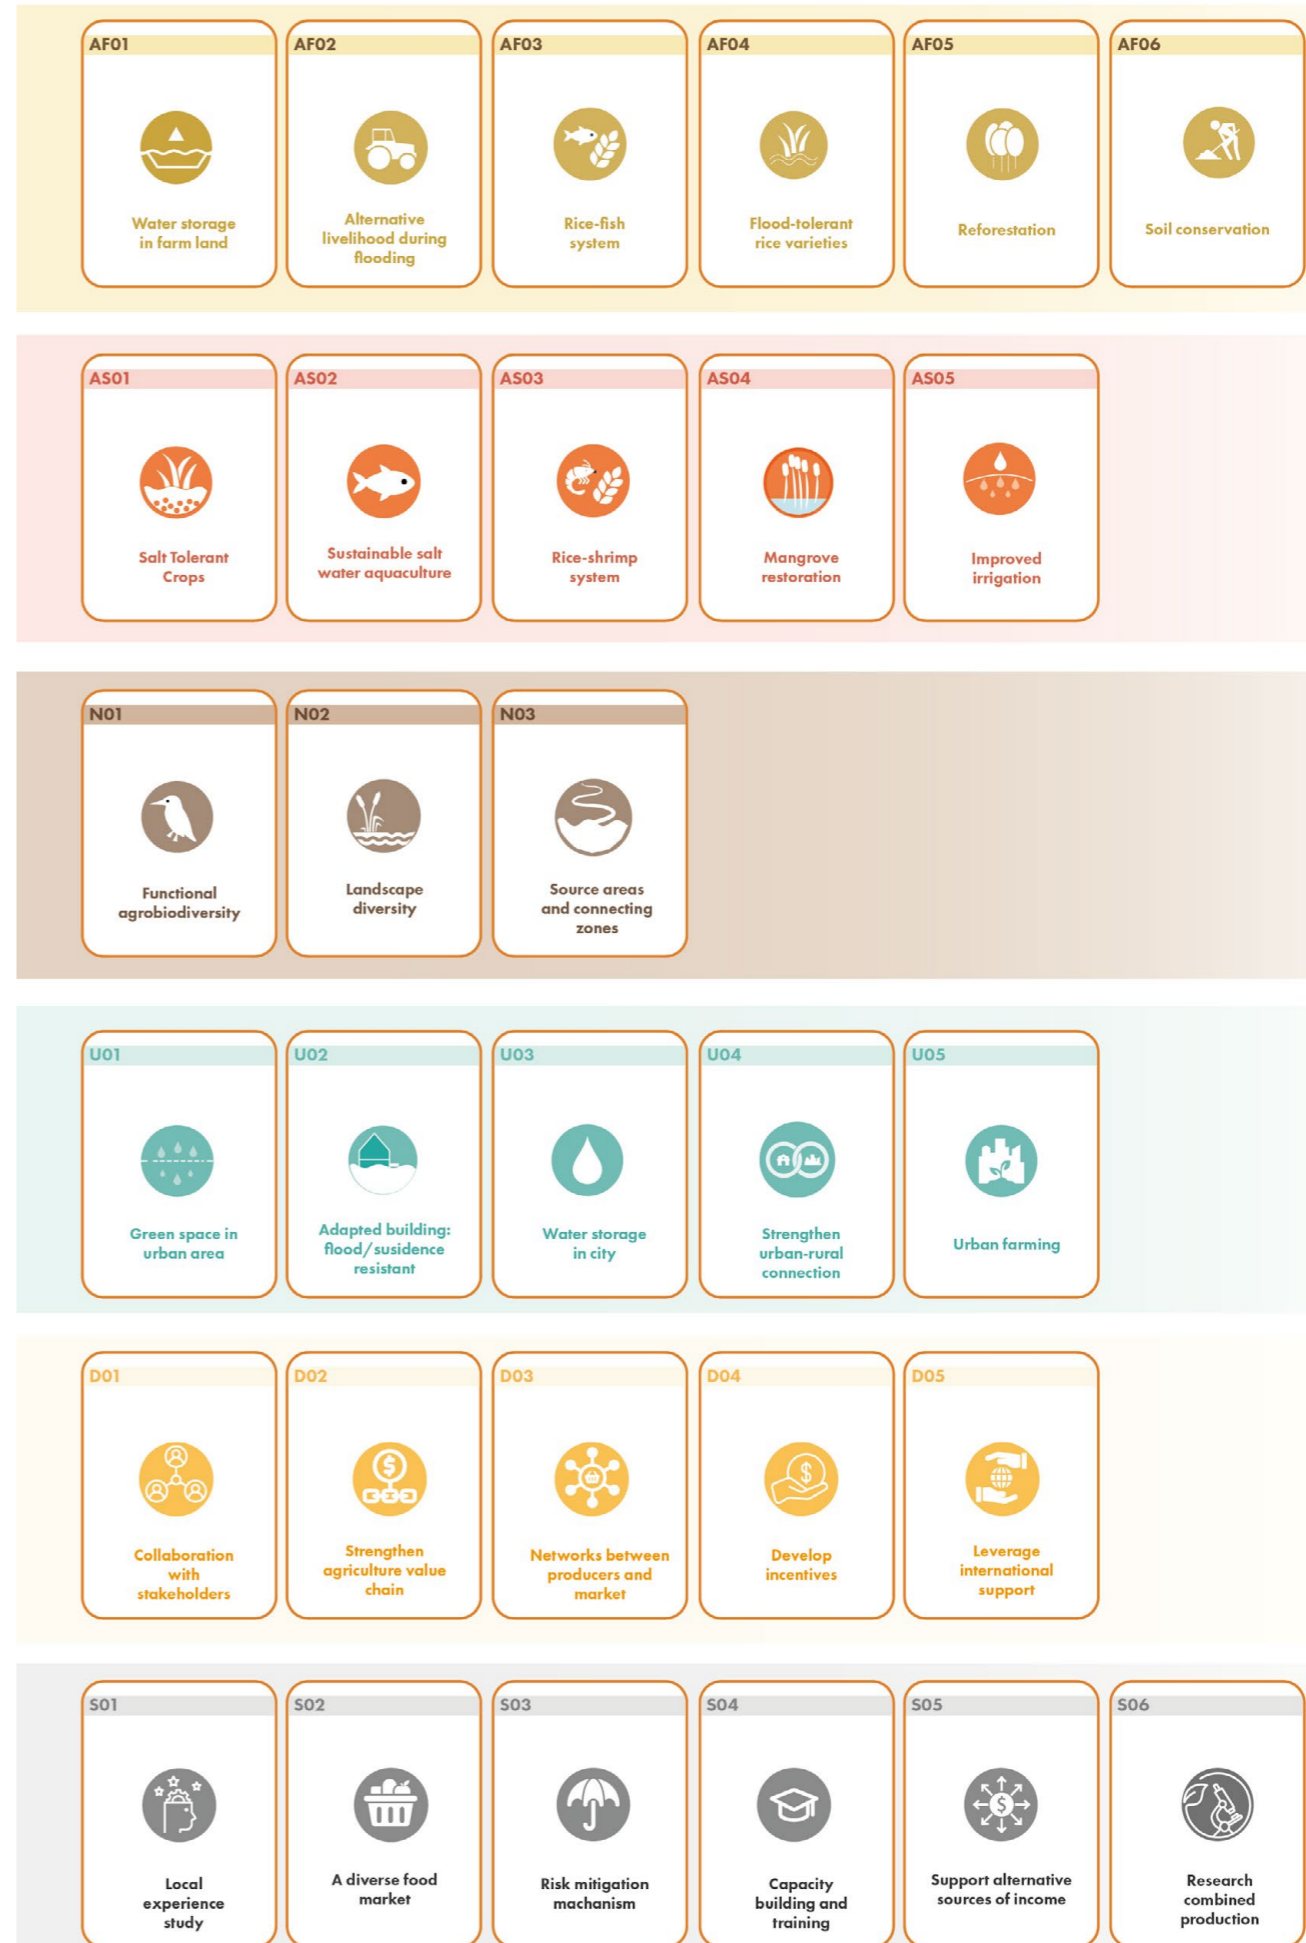 AF01
Water storage
in farm land
AF02
Alternative
livelihood during
flooding
AF03
Rice-fish
system
AF04
Flood-tolerant
rice varieties
AF05
Reforestation
AF06
Soil conservation
AS01
Salt Tolerant
Crops
AS02
Sustainable salt
water aquaculture
AS03
Rice-shrimp
system
AS04
Mangrove
restoration
AS05
Improved
irrigation
N01
Functional
agrobiodiversity
N02
Landscape
diversity
N03
Source areas
and connecting
zones
U01
Green space in
urban area
U02
Adapted building:
flood/susidence
resistant
U03
Water storage
in city
U04
Strengthen
urban-rural
connection
U05
Urban farming
D01
Collaboration
with
stakeholders
D02
Strengthen
agriculture value
chain
D03
Networks between
producers and
market
D04
Develop
incentives
D05
Leverage
international
support
S01
Local
experience
study
S02
A diverse food
market
S03
Risk mitigation
machanism
S04
Capacity
building and
training
S05
Support alternative
sources of income
S06
Research
combined
production